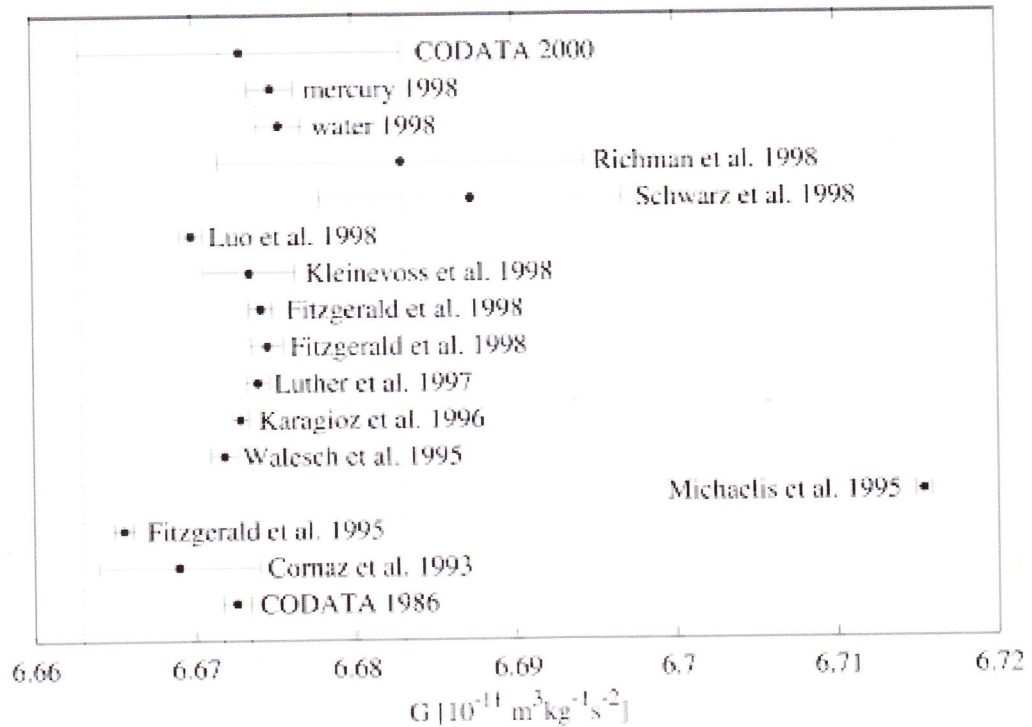 CODATA 2000
mercury 1998
water 1998
Richman et al. 1998
Schwarz et al. 1998
Luo et al. 1998
Kleinevoss et al. 1998
Fitzgerald et al. 1998
Fitzgerald et al. 1998
Luther et al. 1997
Karagioz et al. 1996
Walesch et al. 1995
Michaelis et al. 1995
Fitzgerald et al. 1995
Cornaz et al. 1993
CODATA 1986
6.66 6.67 6.68 6.69 6.7 6.71 6.72
G [10⁻¹¹ m³kg⁻¹s⁻²]